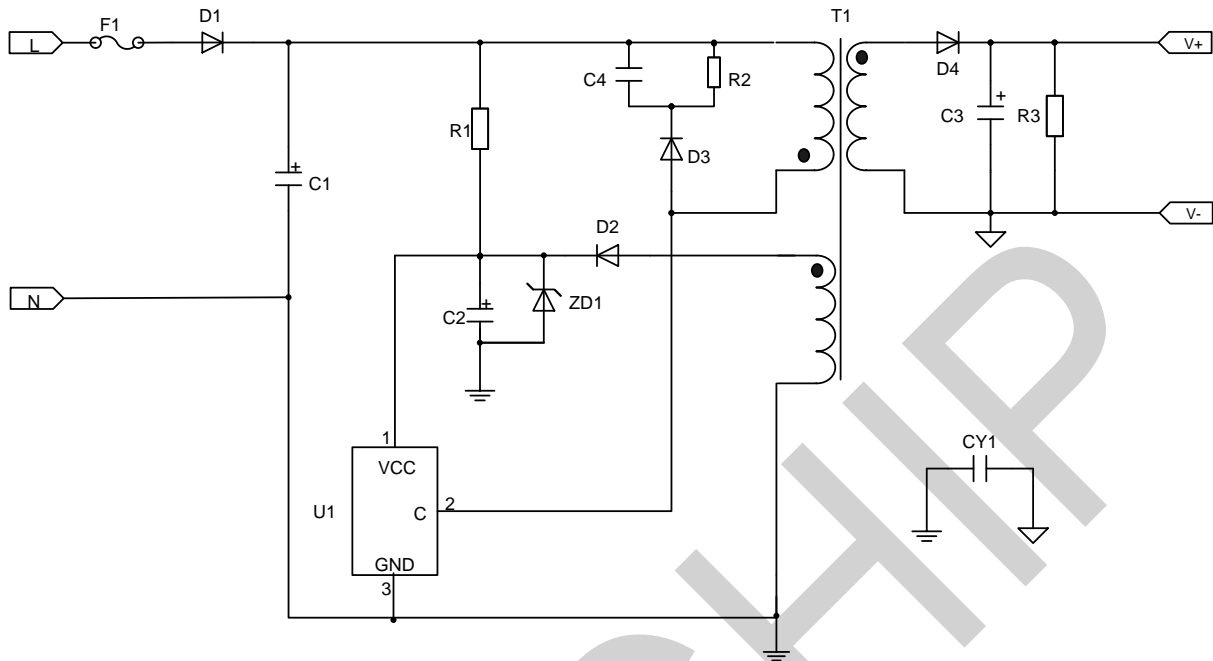 F1
D1
T1
L
V+
C4
R2
D4
C3
R3
R1
D3
C1
V-
D2
N
C2
ZD1
1
VCC
CY1
U1
C
2
GND
3
CHIP
+
+
+